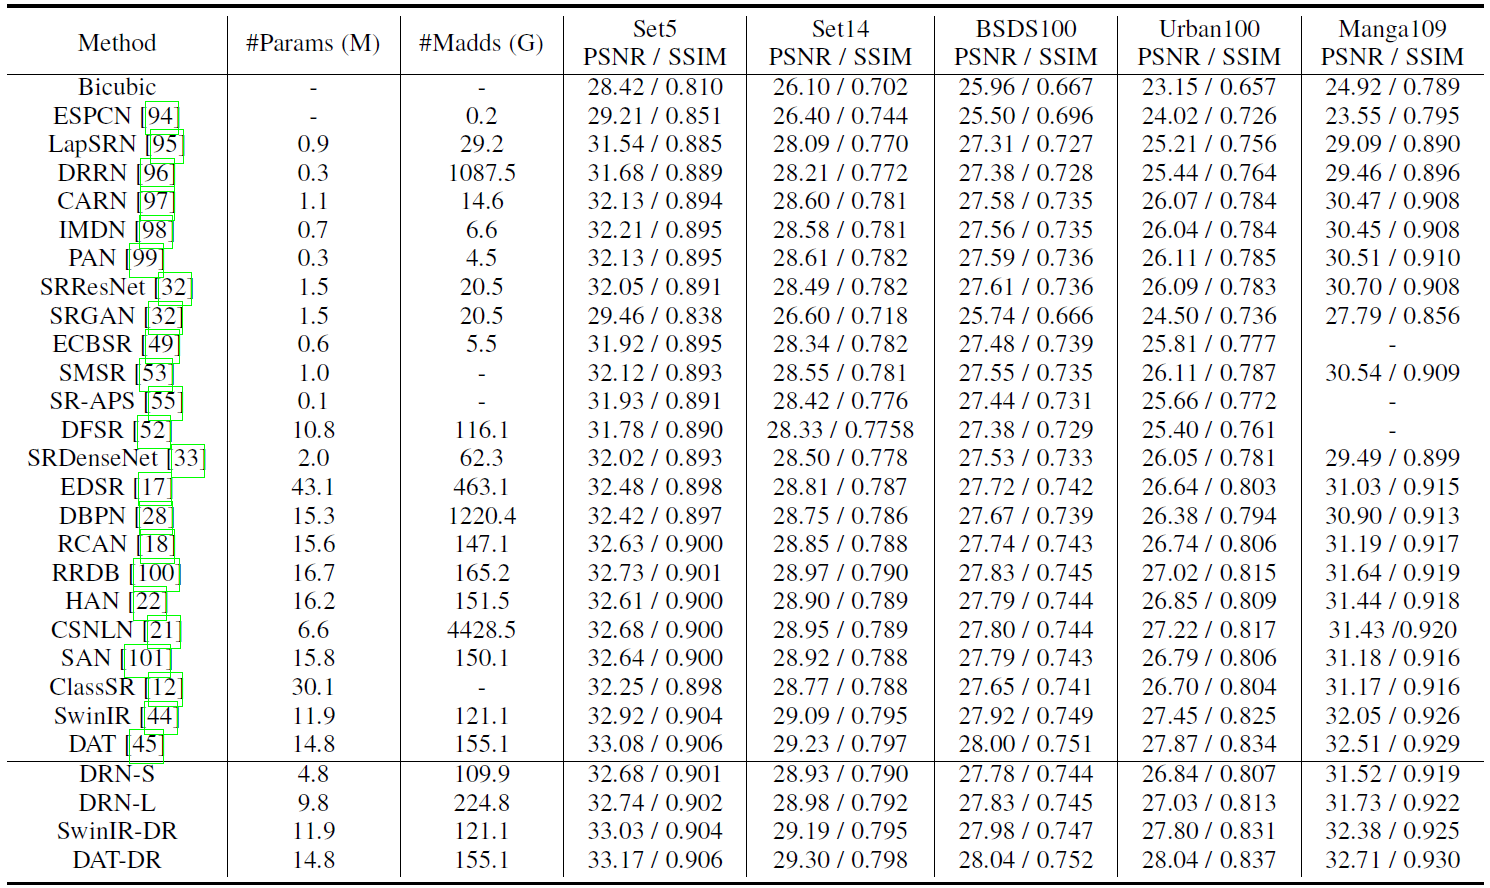 Method #Params (M) #Madds (G) Set5 PSNR / SSIM Set14 PSNR / SSIM BSDS100 PSNR / SSIM Urban100 PSNR / SSIM Manga109 PSNR / SSIM
Bicubic - - 28.42 / 0.810 26.10 / 0.702 25.96 / 0.667 23.15 / 0.657 24.92 / 0.789
ESPCN [94] - 0.2 29.21 / 0.851 26.40 / 0.744 25.50 / 0.696 24.02 / 0.726 23.55 / 0.795
LapSRN [95] 0.9 29.2 31.54 / 0.885 28.09 / 0.770 27.31 / 0.727 25.21 / 0.756 29.09 / 0.890
DRRN [96] 0.3 1087.5 31.68 / 0.889 28.21 / 0.772 27.38 / 0.728 25.44 / 0.764 29.46 / 0.896
CARN [97] 1.1 14.6 32.13 / 0.894 28.60 / 0.781 27.58 / 0.735 26.07 / 0.784 30.47 / 0.908
IMDN [98] 0.7 6.6 32.21 / 0.895 28.58 / 0.781 27.56 / 0.735 26.04 / 0.784 30.45 / 0.908
PAN [99] 0.3 4.5 32.13 / 0.895 28.61 / 0.782 27.59 / 0.736 26.11 / 0.785 30.51 / 0.910
SRResNet [32] 1.5 20.5 32.05 / 0.891 28.49 / 0.782 27.61 / 0.736 26.09 / 0.783 30.70 / 0.908
SRGAN [32] 1.5 20.5 29.46 / 0.838 26.60 / 0.718 25.74 / 0.666 24.50 / 0.736 27.79 / 0.856
ECBSR [49] 0.6 5.5 31.92 / 0.895 28.34 / 0.782 27.48 / 0.739 25.81 / 0.777 -
SMSR [53] 1.0 - 32.12 / 0.893 28.55 / 0.781 27.55 / 0.735 26.11 / 0.787 30.54 / 0.909
SR-APS [55] 0.1 - 31.93 / 0.891 28.42 / 0.776 27.44 / 0.731 25.66 / 0.772 -
DFSR [52] 10.8 116.1 31.78 / 0.890 28.33 / 0.7758 27.38 / 0.729 25.40 / 0.761 -
SRDenseNet [33] 2.0 62.3 32.02 / 0.893 28.50 / 0.778 27.53 / 0.733 26.05 / 0.781 29.49 / 0.899
EDSR [17] 43.1 463.1 32.48 / 0.898 28.81 / 0.787 27.72 / 0.742 26.64 / 0.803 31.03 / 0.915
DBPN [28] 15.3 1220.4 32.42 / 0.897 28.75 / 0.786 27.67 / 0.739 26.38 / 0.794 30.90 / 0.913
RCAN [18] 15.6 147.1 32.63 / 0.900 28.85 / 0.788 27.74 / 0.743 26.74 / 0.806 31.19 / 0.917
RRDB [100] 16.7 165.2 32.73 / 0.901 28.97 / 0.790 27.83 / 0.745 27.02 / 0.815 31.64 / 0.919
HAN [22] 16.2 151.5 32.61 / 0.900 28.90 / 0.789 27.79 / 0.744 26.85 / 0.809 31.44 / 0.918
CSNLN [21] 6.6 4428.5 32.68 / 0.900 28.95 / 0.789 27.80 / 0.744 27.22 / 0.817 31.43 /0.920
SAN [101] 15.8 150.1 32.64 / 0.900 28.92 / 0.788 27.79 / 0.743 26.79 / 0.806 31.18 / 0.916
ClassSR [12] 30.1 - 32.25 / 0.898 28.77 / 0.788 27.65 / 0.741 26.70 / 0.804 31.17 / 0.916
SwinIR [44] 11.9 121.1 32.92 / 0.904 29.09 / 0.795 27.92 / 0.749 27.45 / 0.825 32.05 / 0.926
DAT [45] 14.8 155.1 33.08 / 0.906 29.23 / 0.797 28.00 / 0.751 27.87 / 0.834 32.51 / 0.929
DRN-S 4.8 109.9 32.68 / 0.901 28.93 / 0.790 27.78 / 0.744 26.84 / 0.807 31.52 / 0.919
DRN-L 9.8 224.8 32.74 / 0.902 28.98 / 0.792 27.83 / 0.745 27.03 / 0.813 31.73 / 0.922
SwinIR-DR 11.9 121.1 33.03 / 0.904 29.19 / 0.795 27.98 / 0.747 27.80 / 0.831 32.38 / 0.925
DAT-DR 14.8 155.1 33.17 / 0.906 29.30 / 0.798 28.04 / 0.752 28.04 / 0.837 32.71 / 0.930